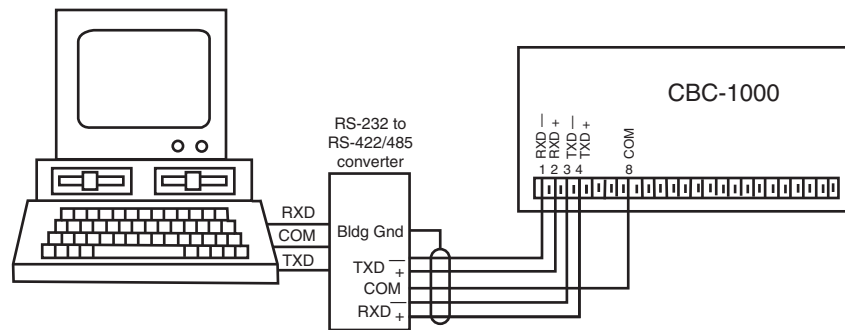 CBC-1000
RXD —
RXD +
TXD —
TXD +
COM
1 2 3 4 8
RS-232 to
RS-422/485
converter
RXD
COM
TXD
Bldg Gnd
TXD —
+
COM
RXD —
+